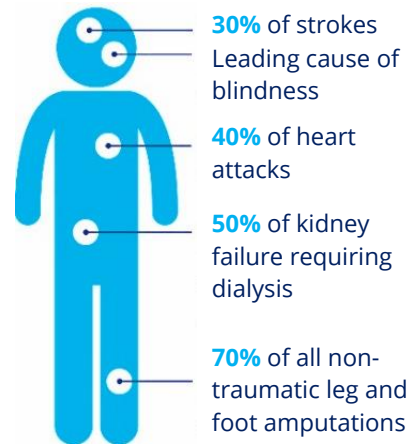 30% of strokes
Leading cause of
blindness
40% of heart
attacks
50% of kidney
failure requiring
dialysis
70% of all non-
traumatic leg and
foot amputations